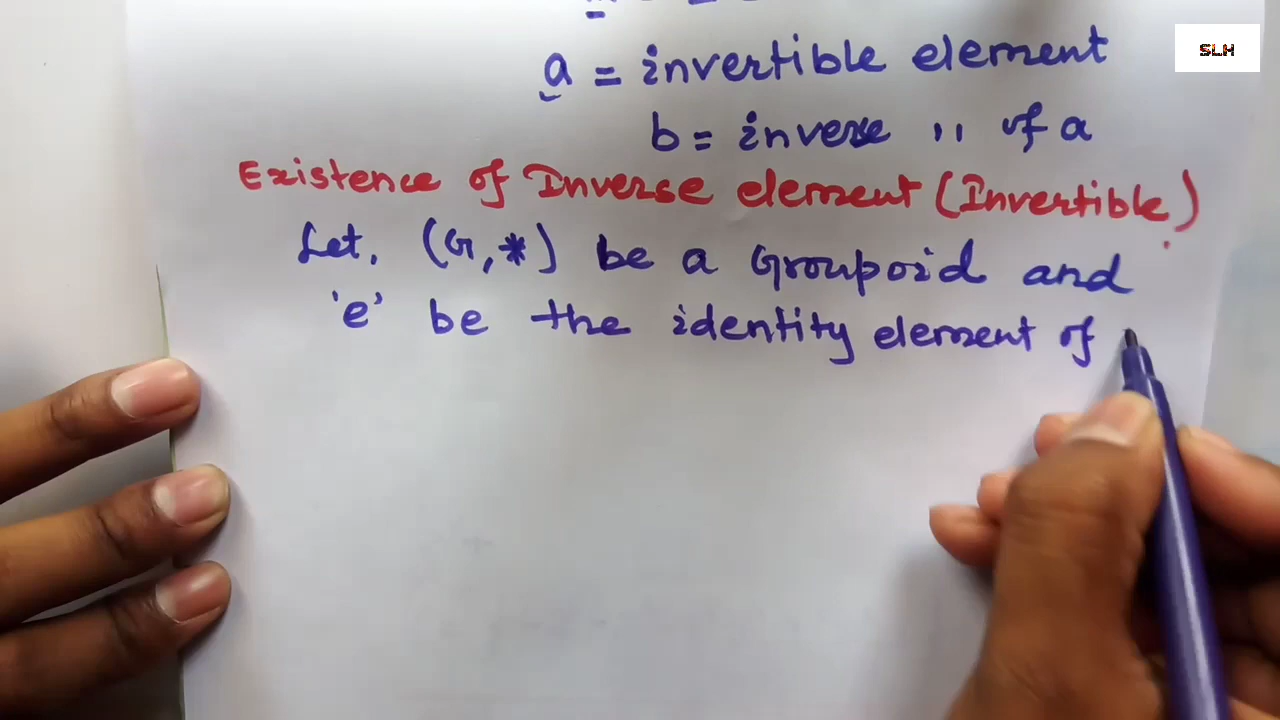 SLH
a = invertible element
b = inverse ,, of a
Existence of Inverse element (Invertible)
Let, (G, *) be a Groupoid and
'e' be the identity element of